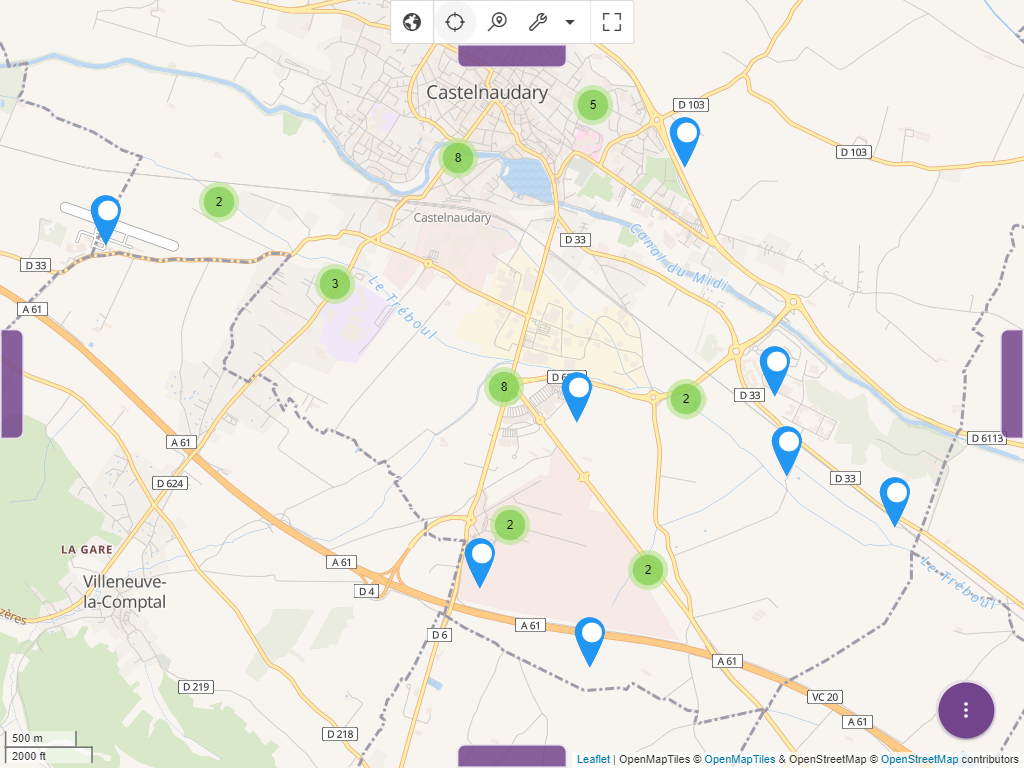 Castelnaudary
5
D 103
D 103
8
2
Castelnaudary
D 33
Canal du Midi
D 33
3
Le Tréboul
A 61
8
2
D 33
A 61
D 6113
D 624
D 33
2
LA GARE
Villeneuve-
la-Comptal
A 61
D 4
2
Le Tréboul
A 61
D 6
A 61
D 219
VC 20
A 61
D 218
500 m
2000 ft
Leaflet | OpenMapTiles © OpenMapTiles & OpenStreetMap © OpenStreetMap contributors